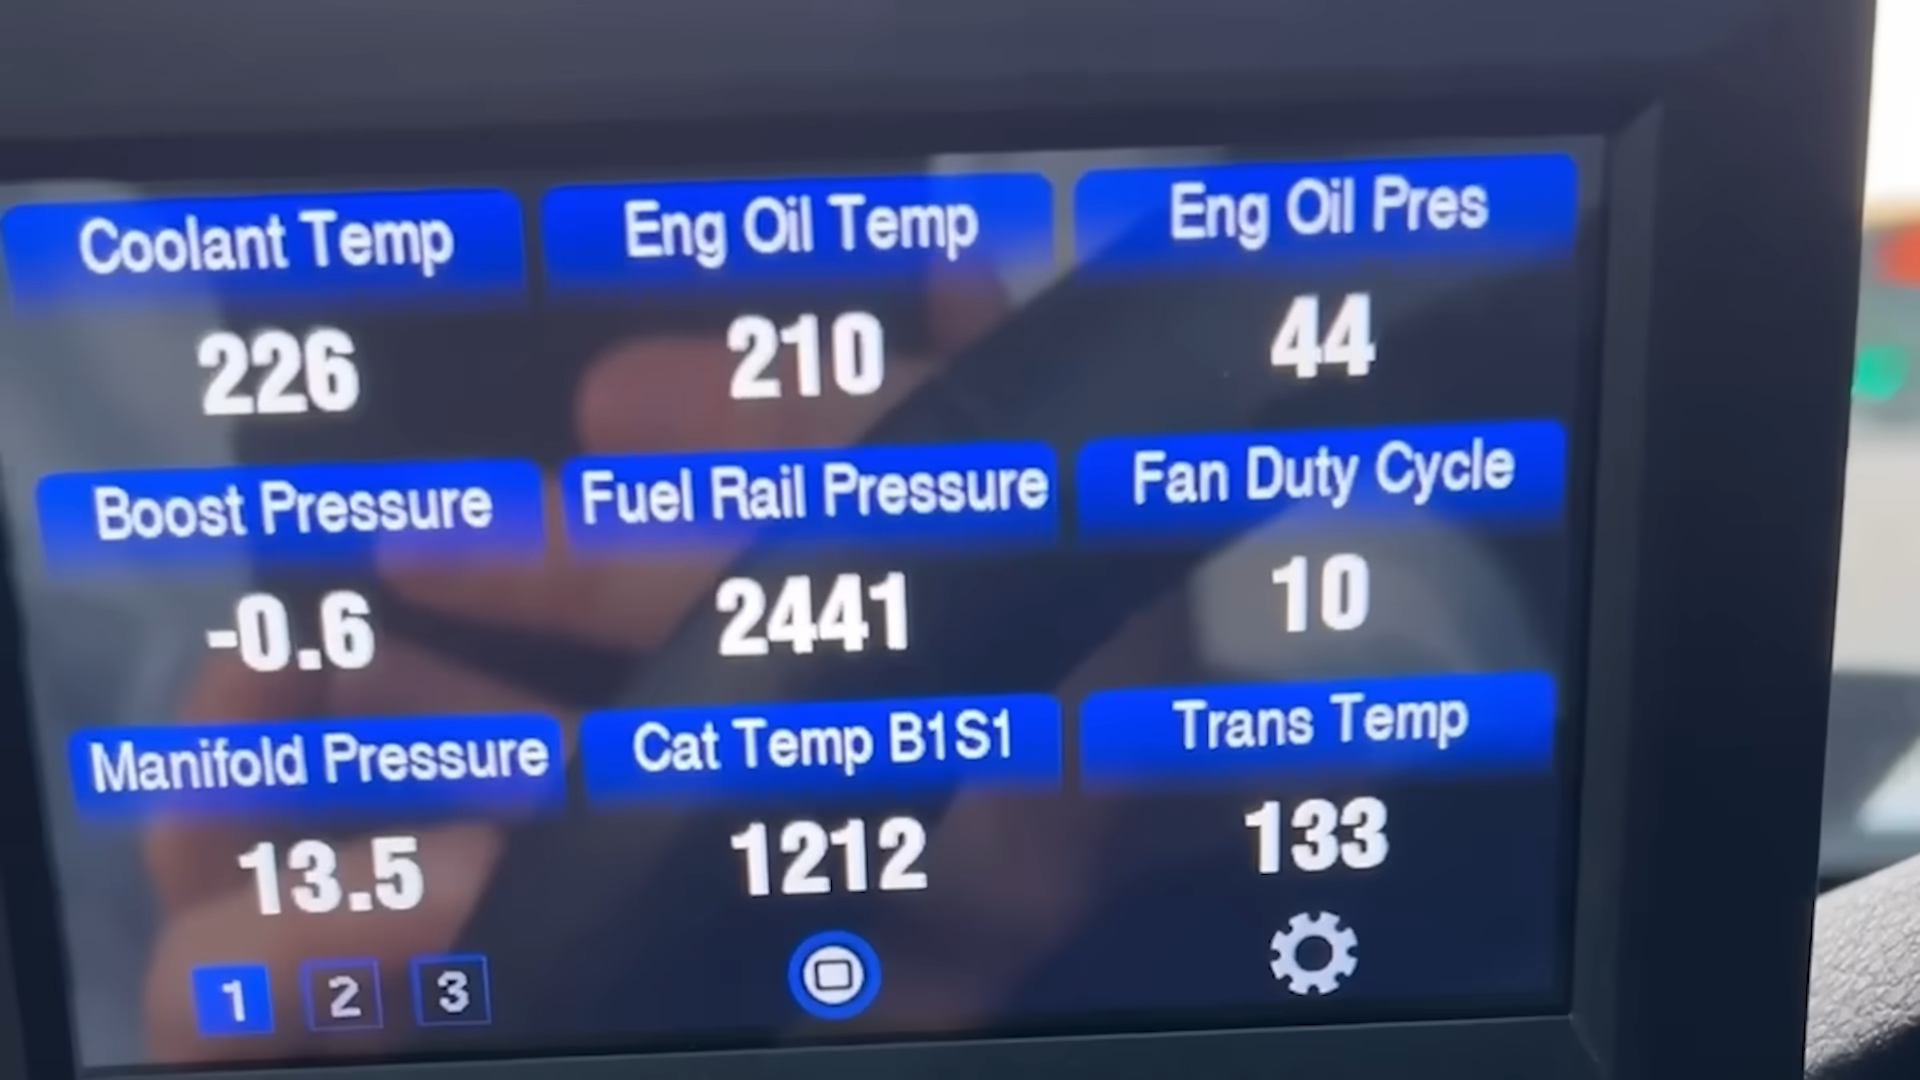 Coolant Temp
Eng Oil Temp
Eng Oil Pres
226
210
44
Boost Pressure
Fuel Rail Pressure
Fan Duty Cycle
-0.6
2441
10
Manifold Pressure
Cat Temp B1S1
Trans Temp
13.5
1212
133
1
2
3